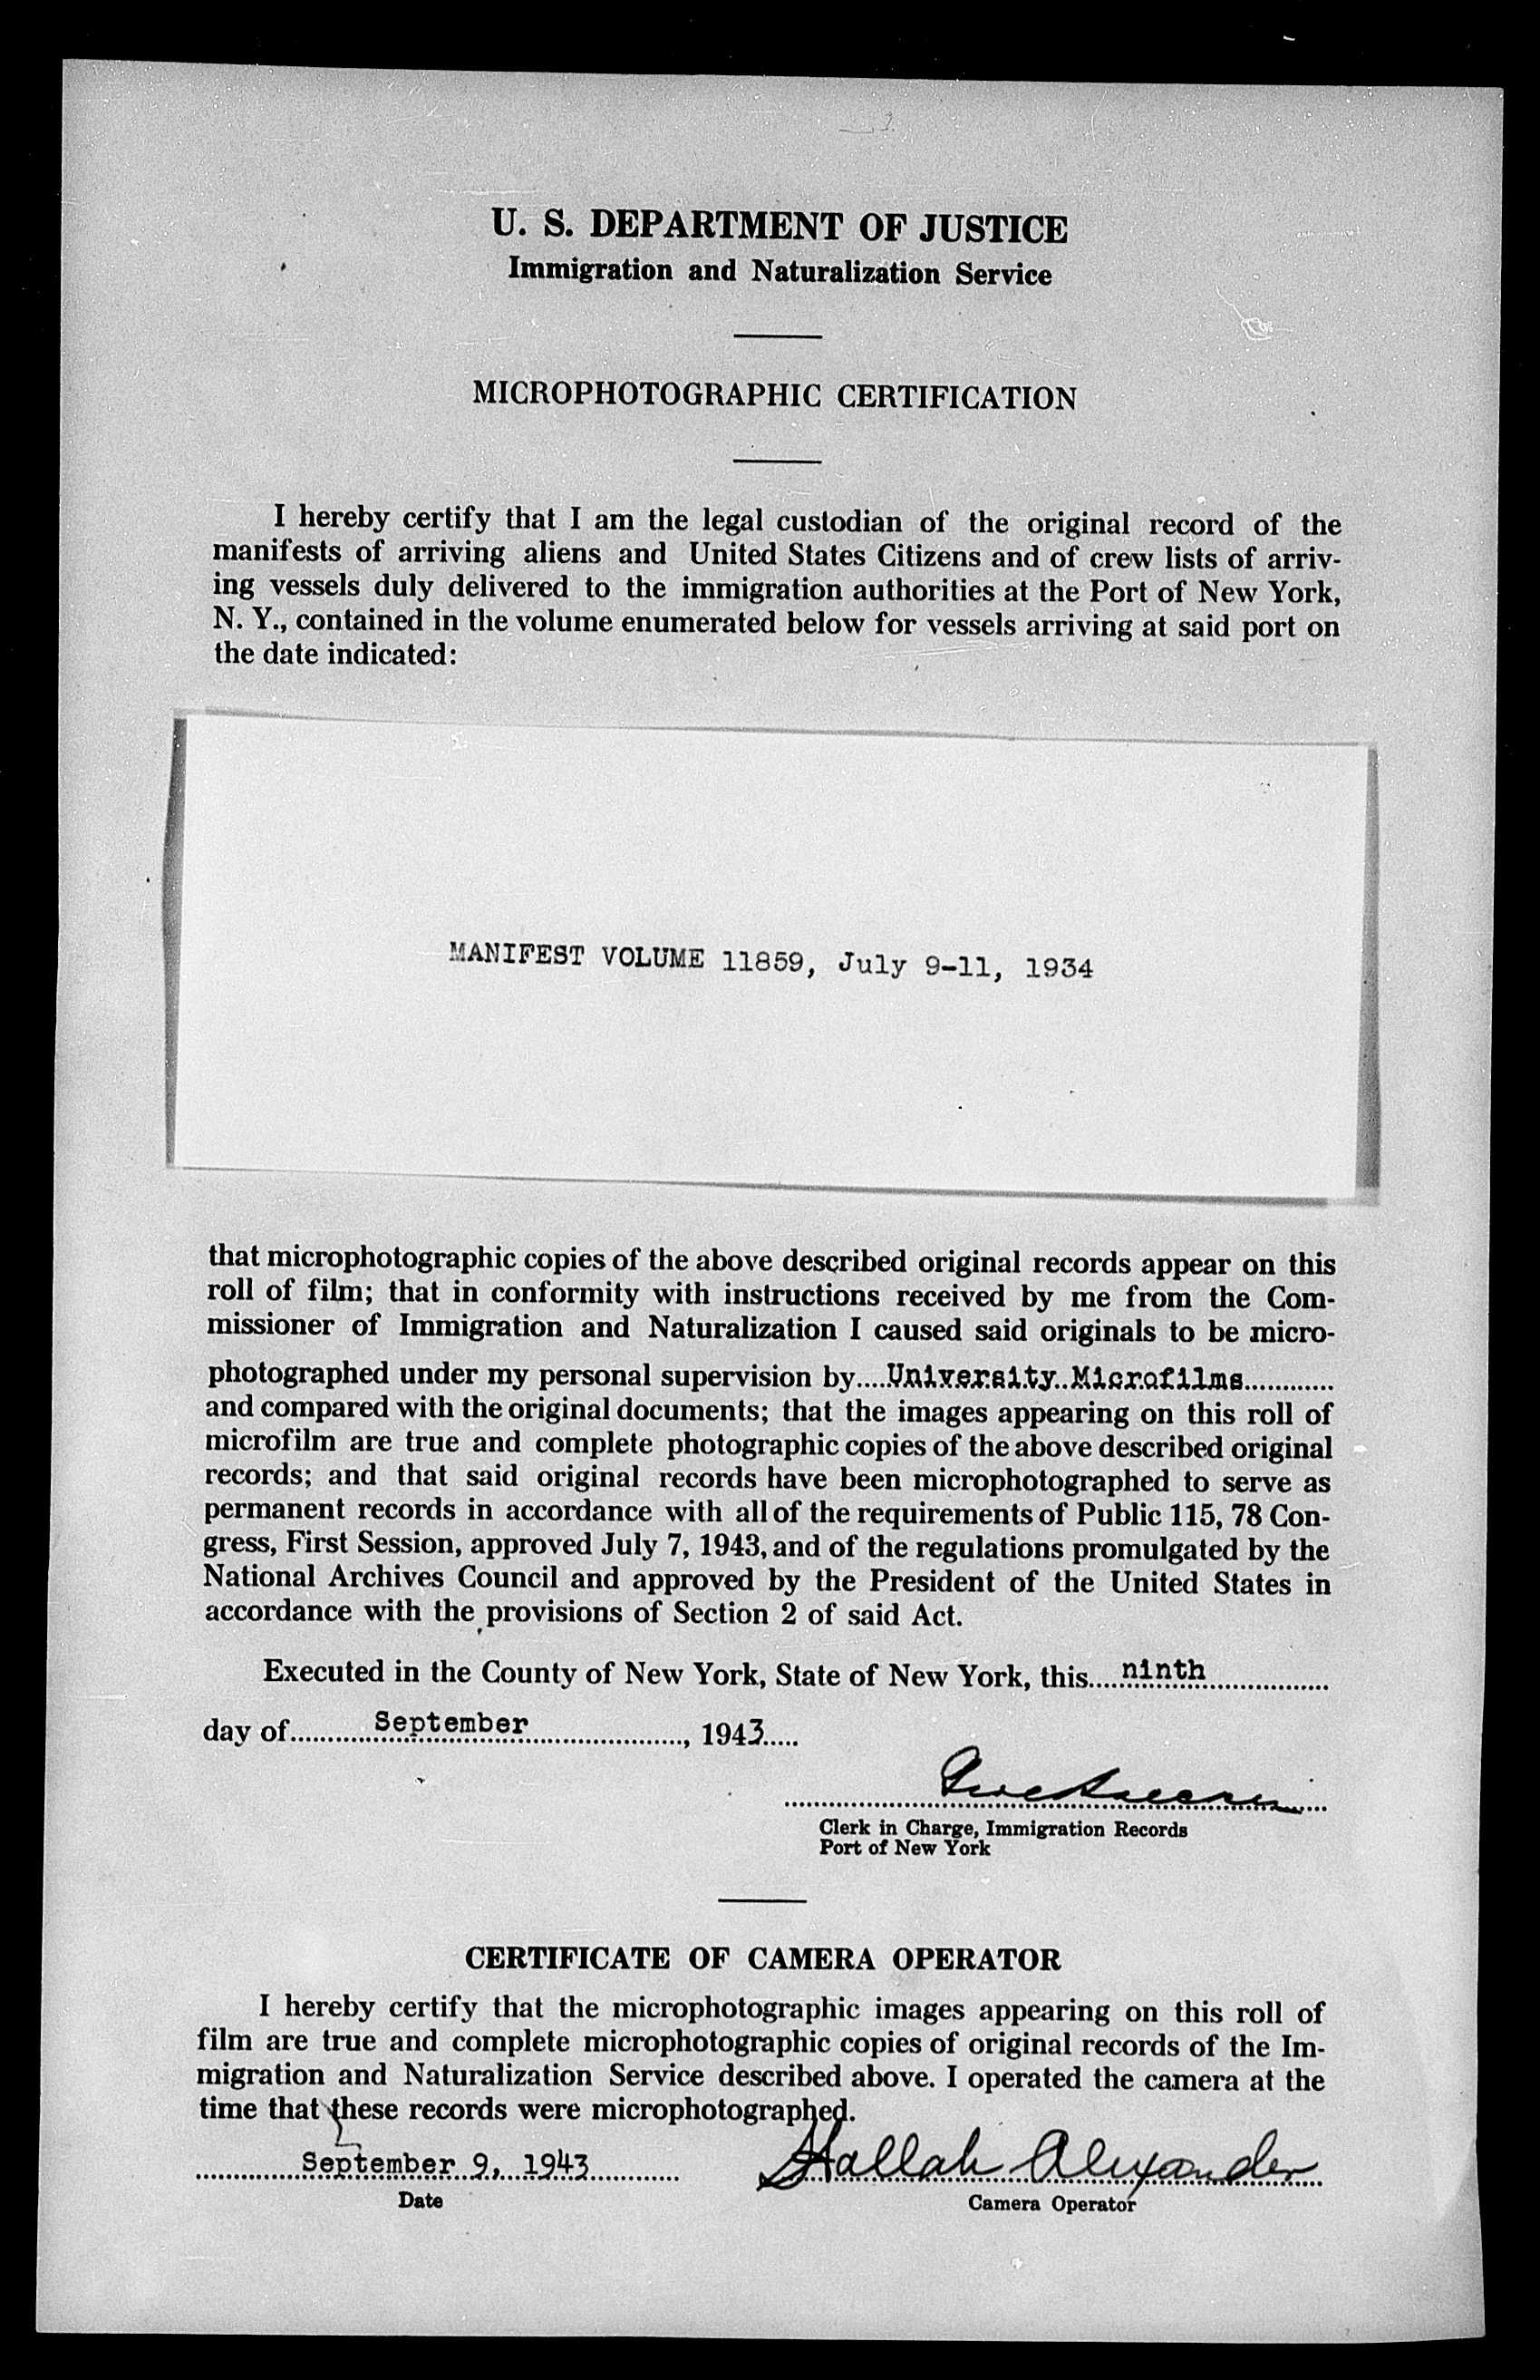 U. S. DEPARTMENT OF JUSTICE
Immigration and Naturalization Service
MICROPHOTOGRAPHIC CERTIFICATION
I hereby certify that I am the legal custodian of the original record of the
manifests of arriving aliens and United States Citizens and of crew lists of arriv-
ing vessels duly delivered to the immigration authorities at the Port of New York,
N. Y., contained in the volume enumerated below for vessels arriving at said port on
the date indicated:
MANIFEST VOLUME 11859, July 9-11, 1934
that microphotographic copies of the above described original records appear on this
roll of film; that in conformity with instructions received by me from the Com-
missioner of Immigration and Naturalization I caused said originals to be micro-
photographed under my personal supervision by....University Microfilms............
and compared with the original documents; that the images appearing on this roll of
microfilm are true and complete photographic copies of the above described original
records; and that said original records have been microphotographed to serve as
permanent records in accordance with all of the requirements of Public 115, 78 Con-
gress, First Session, approved July 7, 1943, and of the regulations promulgated by the
National Archives Council and approved by the President of the United States in
accordance with the provisions of Section 2 of said Act.
Executed in the County of New York, State of New York, this.....ninth................
day of...........September....................., 1943.....
Clerk in Charge, Immigration Records
Port of New York
CERTIFICATE OF CAMERA OPERATOR
I hereby certify that the microphotographic images appearing on this roll of
film are true and complete microphotographic copies of original records of the Im-
migration and Naturalization Service described above. I operated the camera at the
time that these records were microphotographed.
September 9, 1943 Hallah Alexander
Date Camera Operator